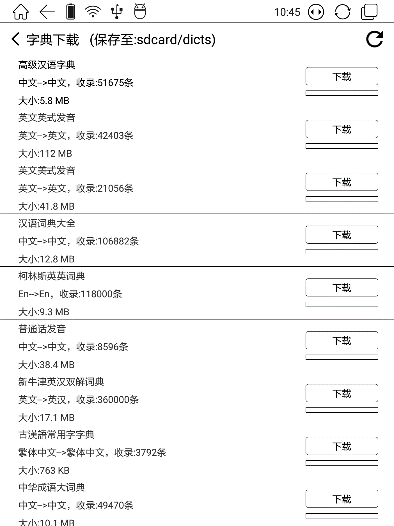 10:45
字典下载 (保存至:sdcard/dicts)
高级汉语字典
中文–>中文，收录:51675条
下载
大小:5.8 MB
英文英式发音
英文–>英文，收录:42403条
下载
大小:112 MB
英文英式发音
英文–>英文，收录:21056条
下载
大小:41.8 MB
汉语词典大全
中文–>中文，收录:106882条
下载
大小:12.8 MB
柯林斯英英词典
En–>En，收录:118000条
下载
大小:9.3 MB
普通话发音
中文–>中文，收录:8596条
下载
大小:38.4 MB
新牛津英汉双解词典
英文–>英汉，收录:360000条
下载
大小:17.1 MB
古漢語常用字字典
繁体中文–>繁体中文，收录:3792条
下载
大小:763 KB
中华成语大词典
中文–>中文，收录:49470条
下载
大小:10.1 MB